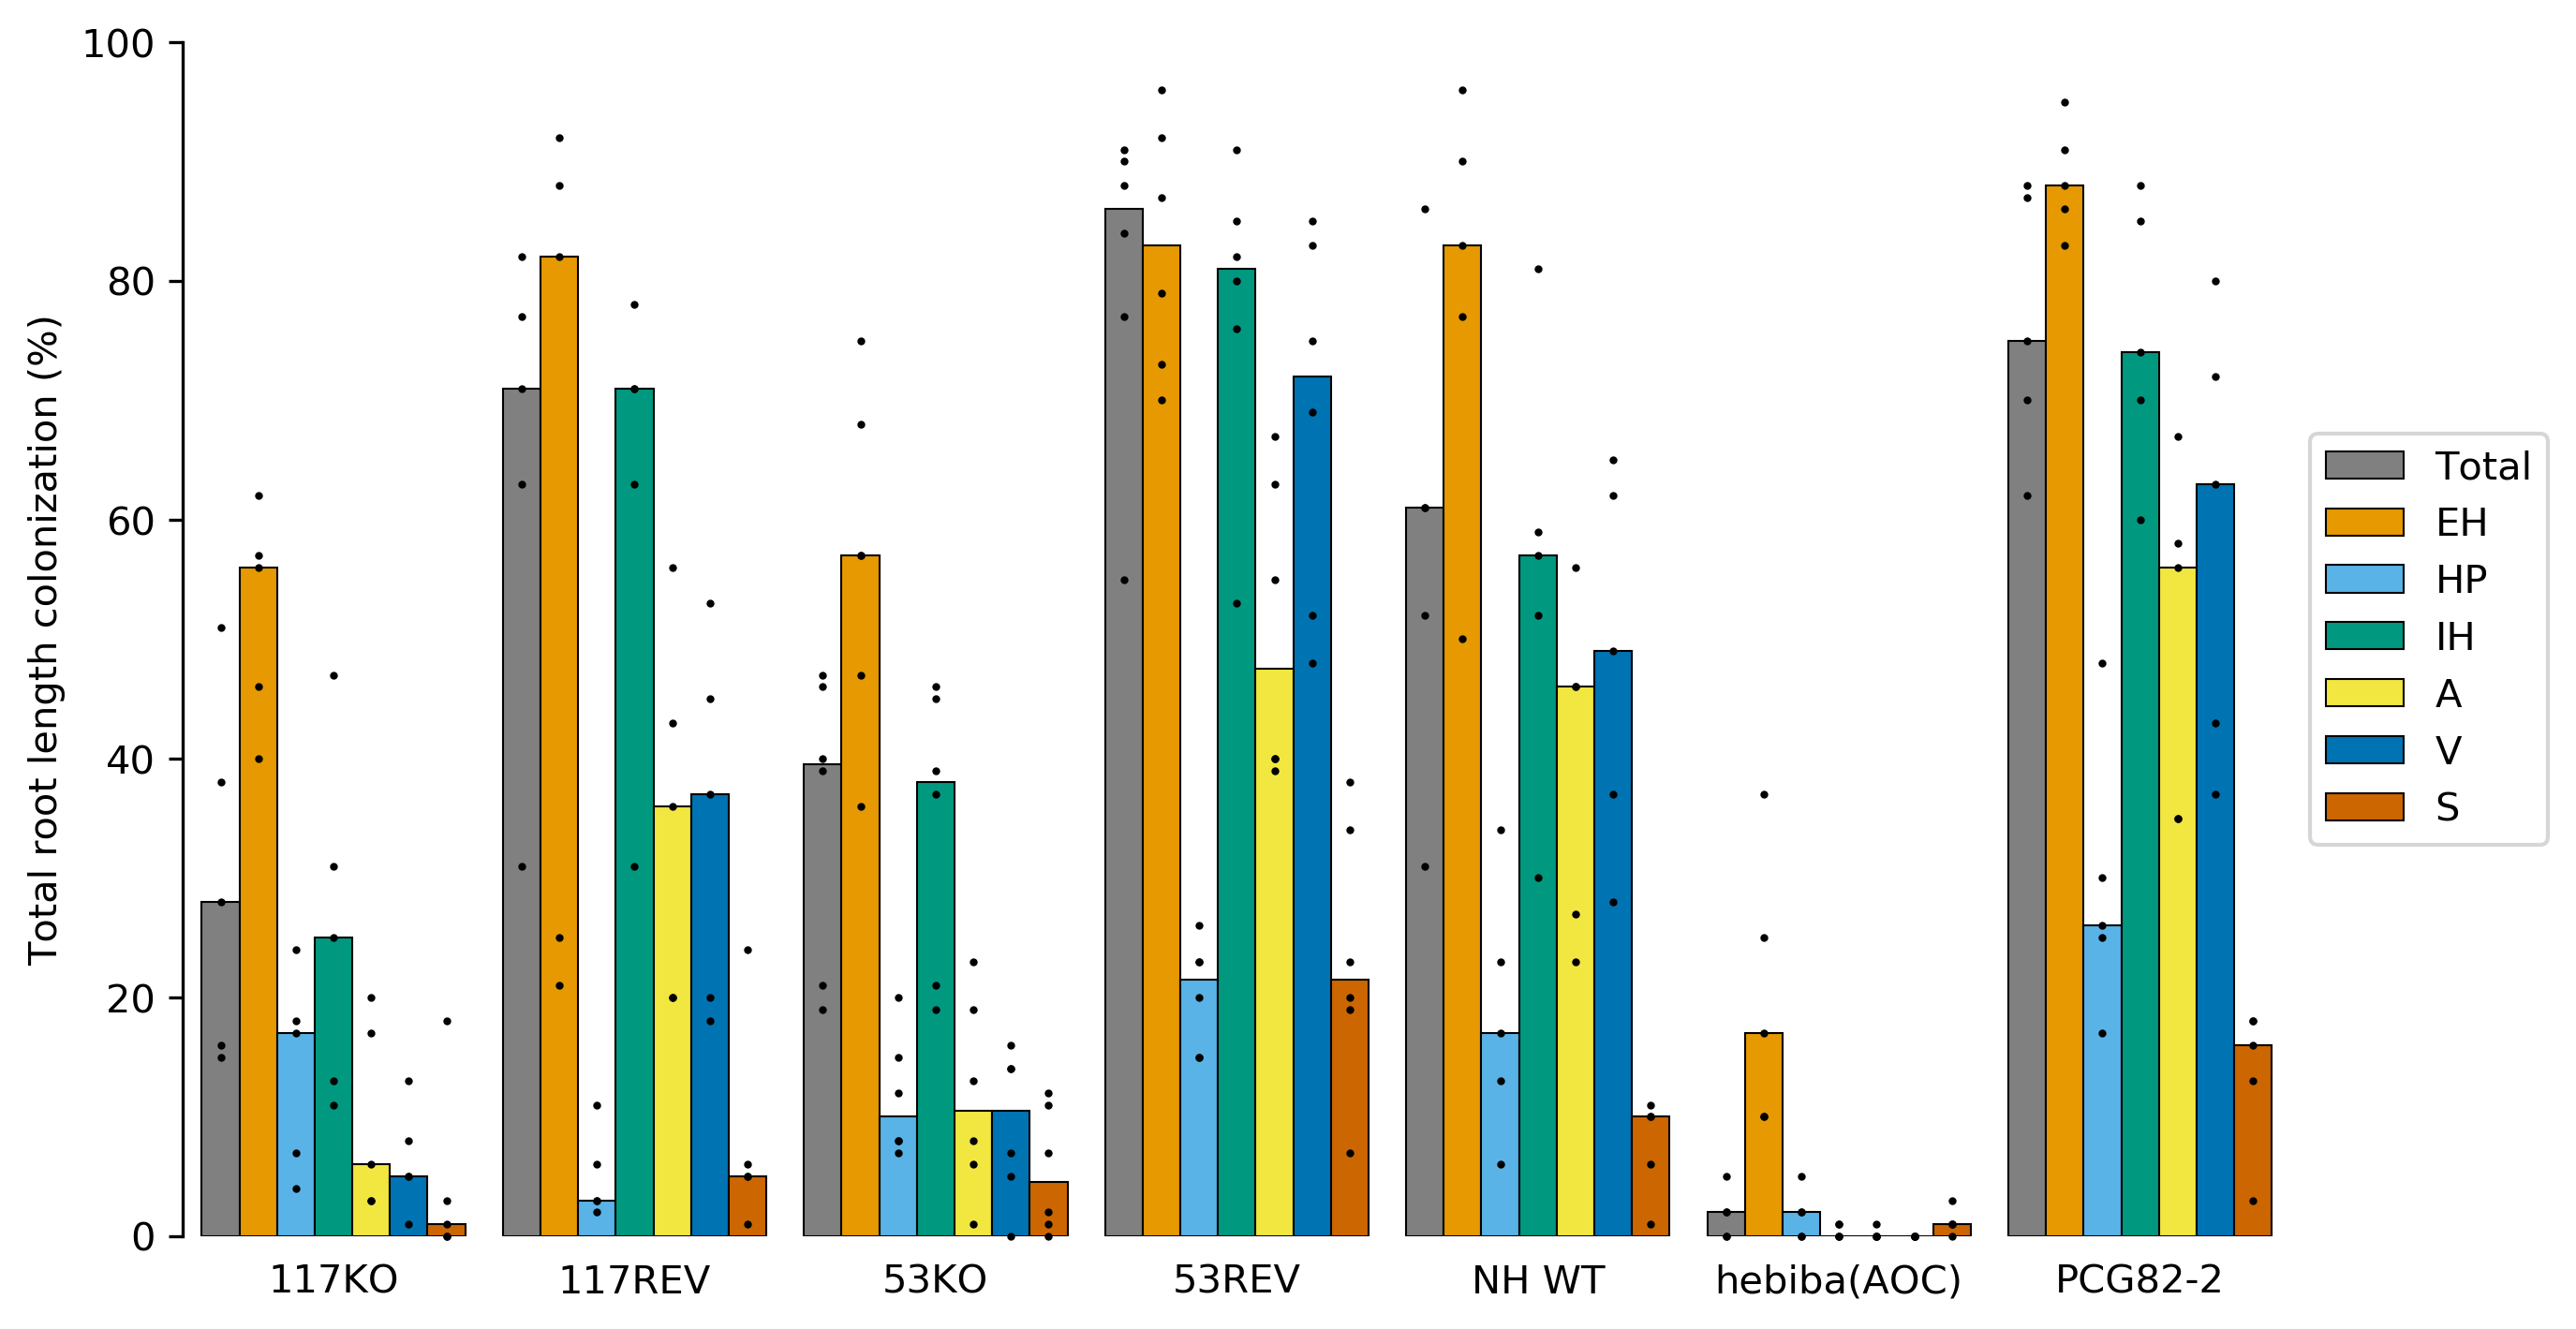 Total root length colonization (%)
100
80
60
40
20
0
117KO
117REV
53KO
53REV
NH WT
hebiba(AOC)
PCG82-2
Total
EH
HP
IH
A
V
S